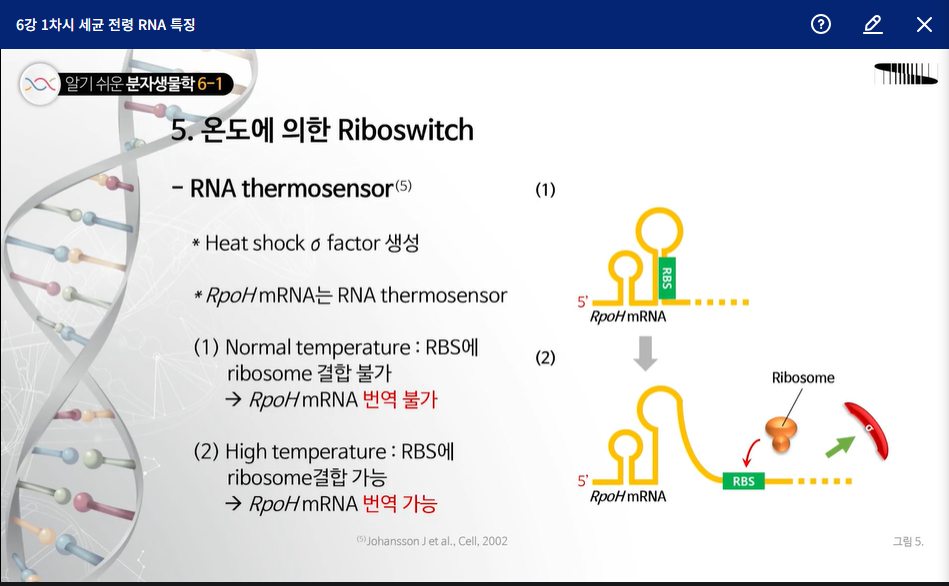 6강 1차시 세균 전령 RNA 특징
알기 쉬운 분자생물학 6-1
5. 온도에 의한 Riboswitch
- RNA thermosensor(5)
* Heat shock σ factor 생성
* RpoH mRNA는 RNA thermosensor
(1) Normal temperature : RBS에
ribosome 결합 불가
→ RpoH mRNA 번역 불가
(2) High temperature : RBS에
ribosome결합 가능
→ RpoH mRNA 번역 가능
(5)Johansson J et al., Cell, 2002
(1)
RBS
5'
RpoH mRNA
(2)
Ribosome
σ
5'
RBS
RpoH mRNA
그림 5.